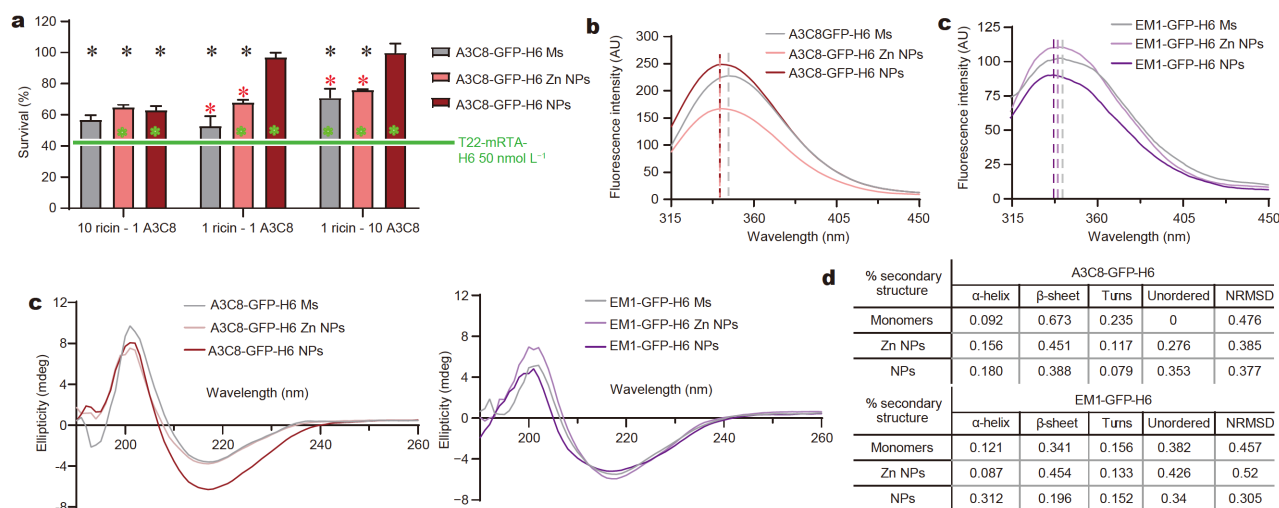 a
Survival (%)
120
100
80
60
40
20
0
* * * * * * * *
* * * *
* * * * * *
10 ricin - 1 A3C8
1 ricin - 1 A3C8
1 ricin - 10 A3C8
A3C8-GFP-H6 Ms
A3C8-GFP-H6 Zn NPs
A3C8-GFP-H6 NPs
T22-mRTA-
H6 50 nmol L⁻¹
b
Fluorescence intensity (AU)
300
250
200
150
100
50
0
315 360 405 450
Wavelength (nm)
A3C8GFP-H6 Ms
A3C8-GFP-H6 Zn NPs
A3C8-GFP-H6 NPs
c
Fluorescence intensity (AU)
125
100
75
50
25
0
315 360 405 450
Wavelength (nm)
EM1-GFP-H6 Ms
EM1-GFP-H6 Zn NPs
EM1-GFP-H6 NPs
c
Ellipticity (mdeg)
12
8
4
0
−4
−8
A3C8-GFP-H6 Ms
A3C8-GFP-H6 Zn NPs
A3C8-GFP-H6 NPs
Wavelength (nm)
200 220 240 260
Ellipticity (mdeg)
12
8
4
0
−4
−8
EM1-GFP-H6 Ms
EM1-GFP-H6 Zn NPs
EM1-GFP-H6 NPs
Wavelength (nm)
200 220 240 260
d
% secondary
structure
A3C8-GFP-H6
α-helix β-sheet Turns Unordered NRMSD
Monomers 0.092 0.673 0.235 0 0.476
Zn NPs 0.156 0.451 0.117 0.276 0.385
NPs 0.180 0.388 0.079 0.353 0.377
% secondary
structure
EM1-GFP-H6
α-helix β-sheet Turns Unordered NRMSD
Monomers 0.121 0.341 0.156 0.382 0.457
Zn NPs 0.087 0.454 0.133 0.426 0.52
NPs 0.312 0.196 0.152 0.34 0.305